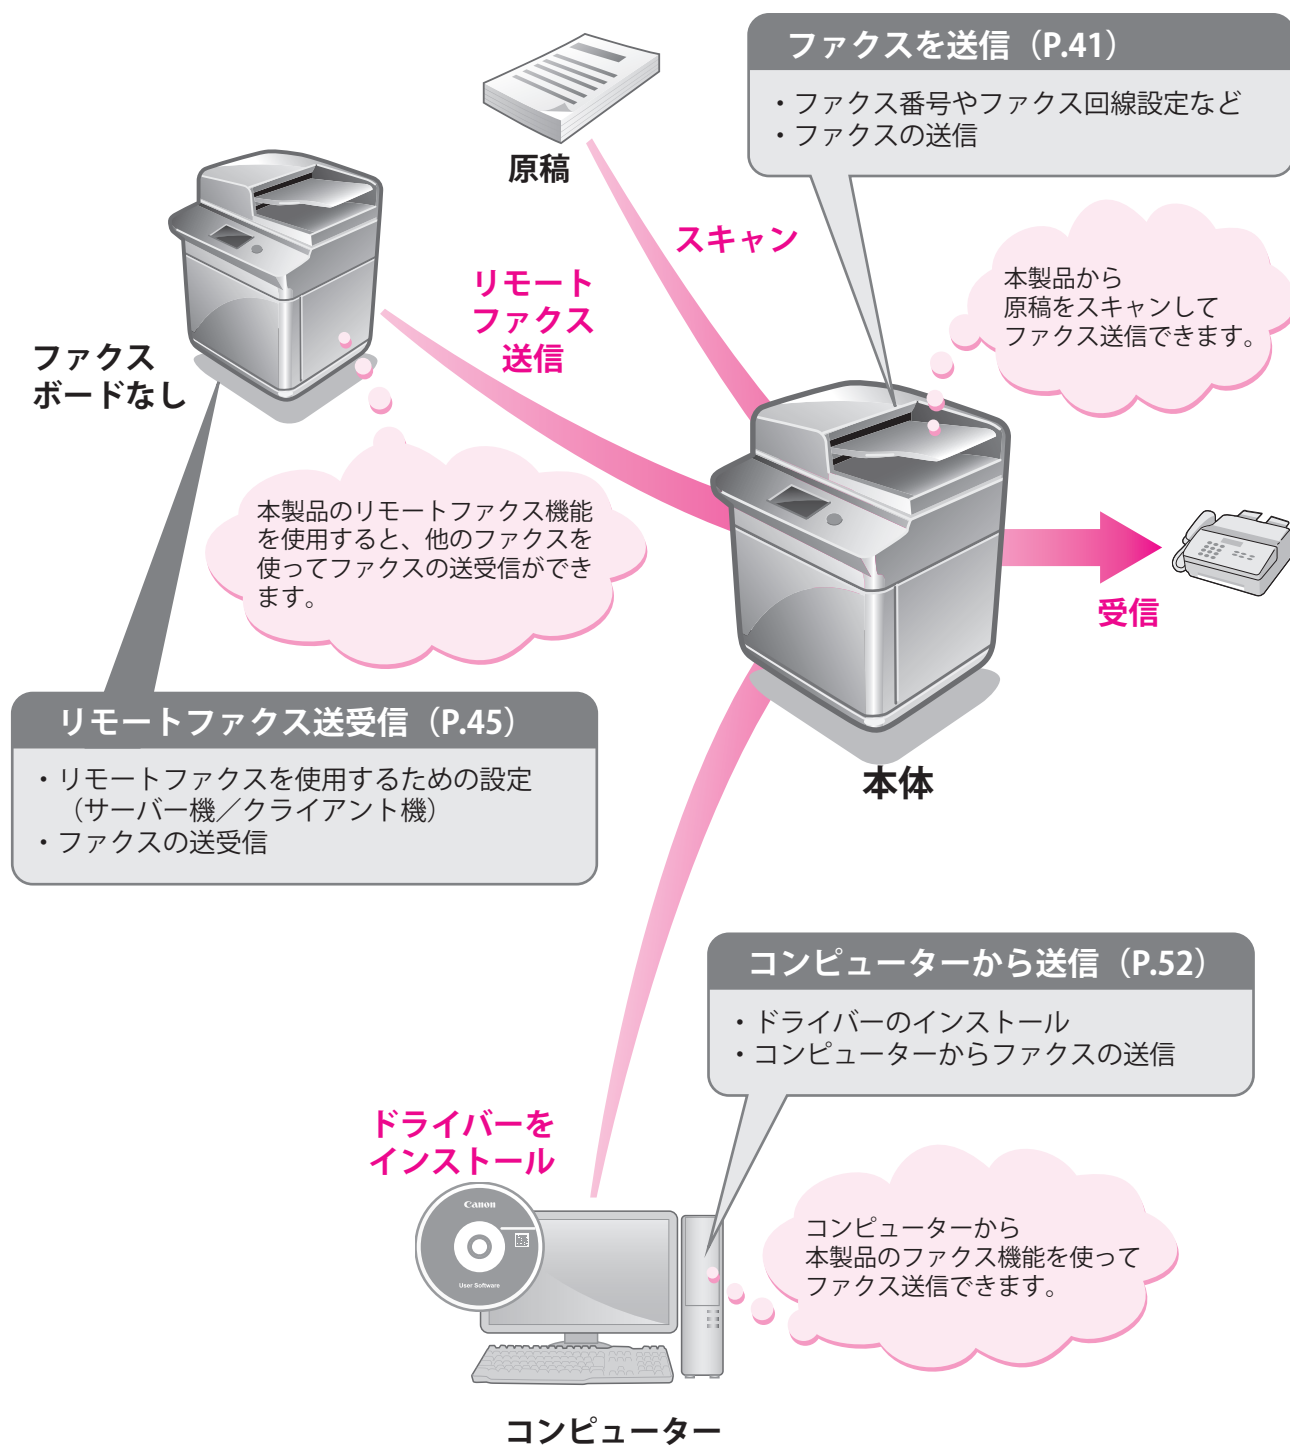 ファクスを送信（P.41）
・ファクス番号やファクス回線設定など
・ファクスの送信
原稿
スキャン
本製品から
原稿をスキャンして
ファクス送信できます。
リモート
ファクス
送信
ファクス
ボードなし
本製品のリモートファクス機能
を使用すると、他のファクスを
使ってファクスの送受信ができ
ます。
受信
リモートファクス送受信（P.45）
・リモートファクスを使用するための設定
（サーバー機／クライアント機）
・ファクスの送受信
本体
コンピューターから送信（P.52）
・ドライバーのインストール
・コンピューターからファクスの送信
ドライバーを
インストール
Canon
User Software
コンピューターから
本製品のファクス機能を使って
ファクス送信できます。
コンピューター